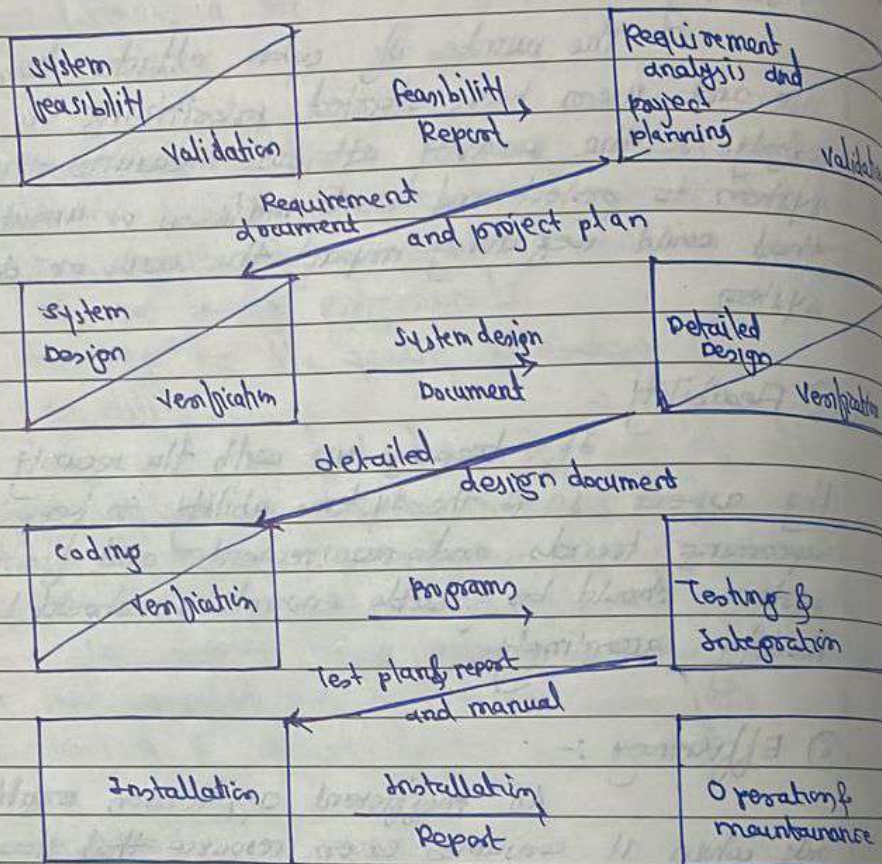 System
feasibility
Validation
feasibility
Report
Requirement
analysis and
project
planning
Validatio
Requirement
document
and project plan
System
Design
Verification
System design
Document
Detailed
Design
Verification
detailed
design document
Coding
Verification
Programs
Testing &
Integration
Test plan & report
and manual
Installation
Installation
Report
Operation &
maintainance